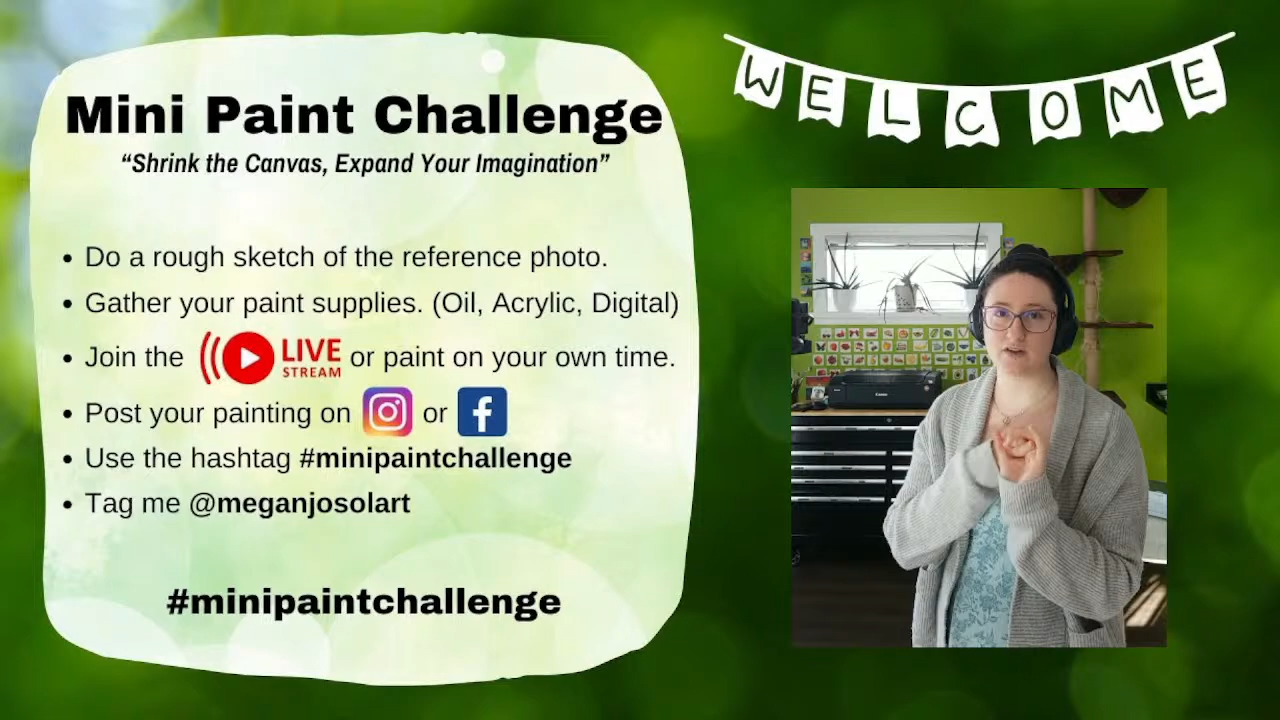 WELCOME
Mini Paint Challenge
“Shrink the Canvas, Expand Your Imagination”
• Do a rough sketch of the reference photo.
• Gather your paint supplies. (Oil, Acrylic, Digital)
• Join the LIVE STREAM or paint on your own time.
• Post your painting on or
• Use the hashtag #minipaintchallenge
• Tag me @meganjosolart
#minipaintchallenge
Canon